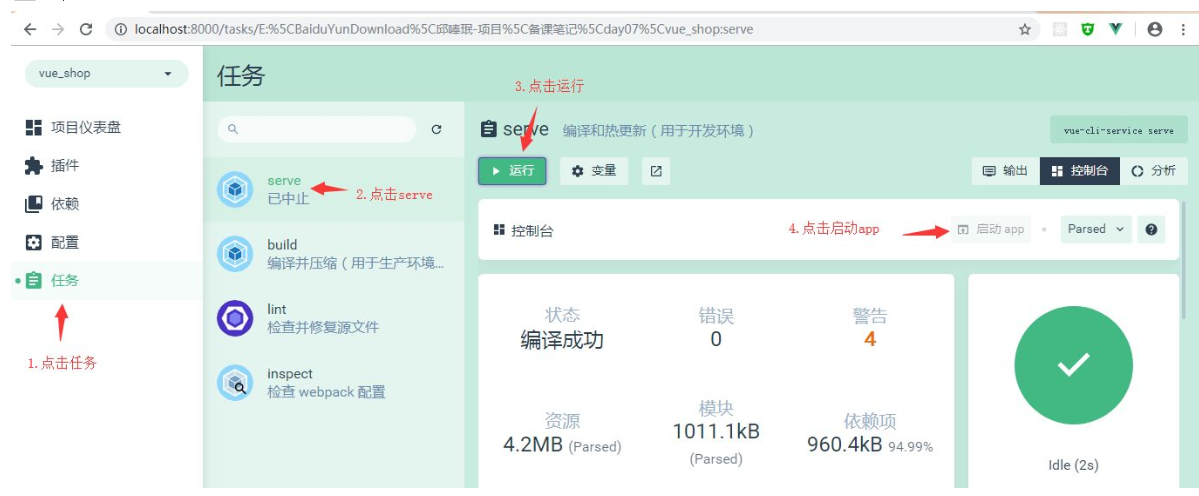 localhost:8000/tasks/E:%5CBaiduYunDownload%5C邱嗪珉-项目%5C备课笔记%5Cday07%5Cvue_shop:serve
vue_shop
任务
3.点击运行
项目仪表盘
插件
依赖
配置
任务
1.点击任务
serve
已中止
2.点击serve
build
编译并压缩（用于生产环境...
lint
检查并修复源文件
inspect
检查 webpack 配置
serve 编译和热更新（用于开发环境）
vue-cli-service serve
运行 变量 输出 控制台 分析
控制台
4.点击启动app
启动 app
Parsed
状态 错误 警告
编译成功 0 4
资源 模块 依赖项
4.2MB (Parsed) 1011.1kB (Parsed) 960.4kB 94.99%
Idle (2s)